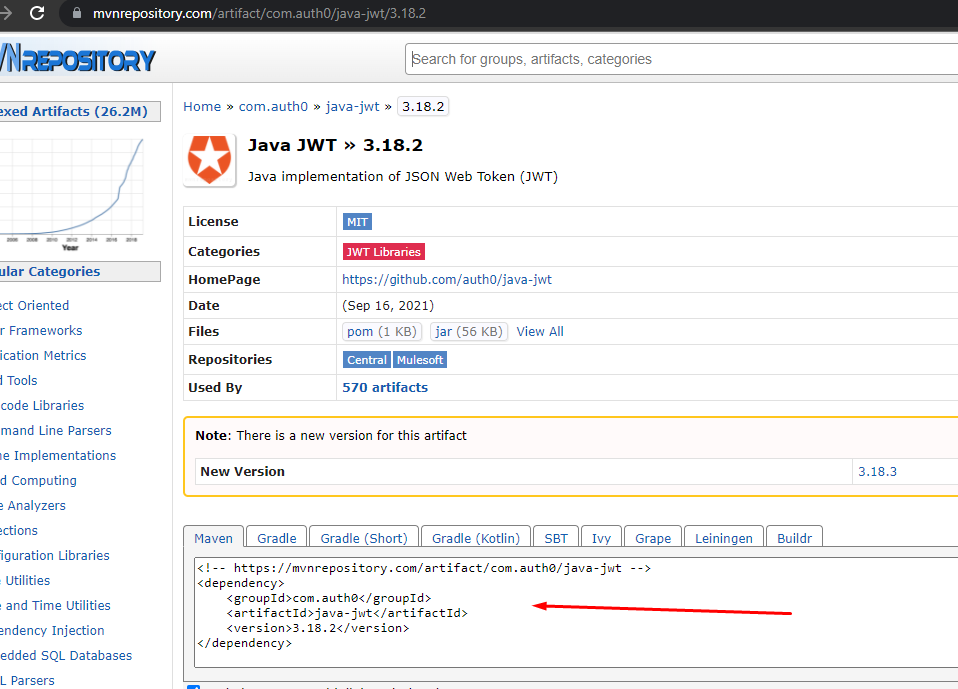 mvnrepository.com/artifact/com.auth0/java-jwt/3.18.2
VNREPOSITORY
Search for groups, artifacts, categories
exed Artifacts (26.2M)
2006 2008 2010 2012 2014 2016 2018
Year
ular Categories
ect Oriented
r Frameworks
ication Metrics
d Tools
code Libraries
mand Line Parsers
he Implementations
d Computing
e Analyzers
ections
figuration Libraries
Utilities
e and Time Utilities
endency Injection
edded SQL Databases
L Parsers
Home » com.auth0 » java-jwt » 3.18.2
Java JWT » 3.18.2
Java implementation of JSON Web Token (JWT)
License MIT
Categories JWT Libraries
HomePage https://github.com/auth0/java-jwt
Date (Sep 16, 2021)
Files pom (1 KB) jar (56 KB) View All
Repositories Central Mulesoft
Used By 570 artifacts
Note: There is a new version for this artifact
New Version 3.18.3
Maven Gradle Gradle (Short) Gradle (Kotlin) SBT Ivy Grape Leiningen Buildr
<!-- https://mvnrepository.com/artifact/com.auth0/java-jwt -->
<dependency>
<groupId>com.auth0</groupId>
<artifactId>java-jwt</artifactId>
<version>3.18.2</version>
</dependency>